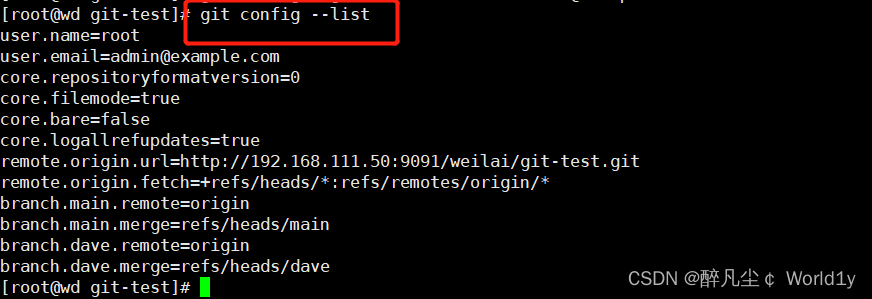 [root@wd git-test]# git config --list
user.name=root
user.email=admin@example.com
core.repositoryformatversion=0
core.filemode=true
core.bare=false
core.logallrefupdates=true
remote.origin.url=http://192.168.111.50:9091/weilai/git-test.git
remote.origin.fetch=+refs/heads/*:refs/remotes/origin/*
branch.main.remote=origin
branch.main.merge=refs/heads/main
branch.dave.remote=origin
branch.dave.merge=refs/heads/dave
[root@wd git-test]#
CSDN @醉凡尘￠ World1y